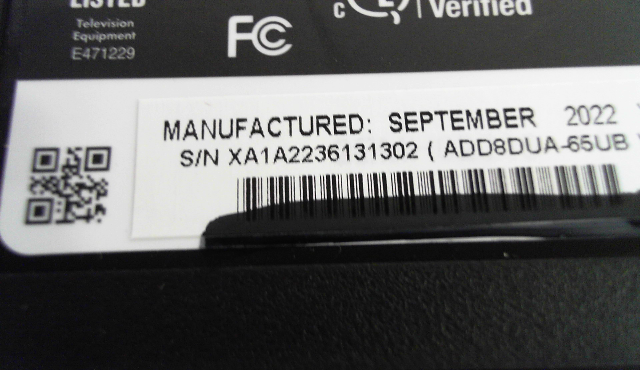 LISTED
Television
Equipment
E471229
FC
C
Verified
MANUFACTURED: SEPTEMBER 2022
S/N XA1A2236131302 ( ADD8DUA-65UB